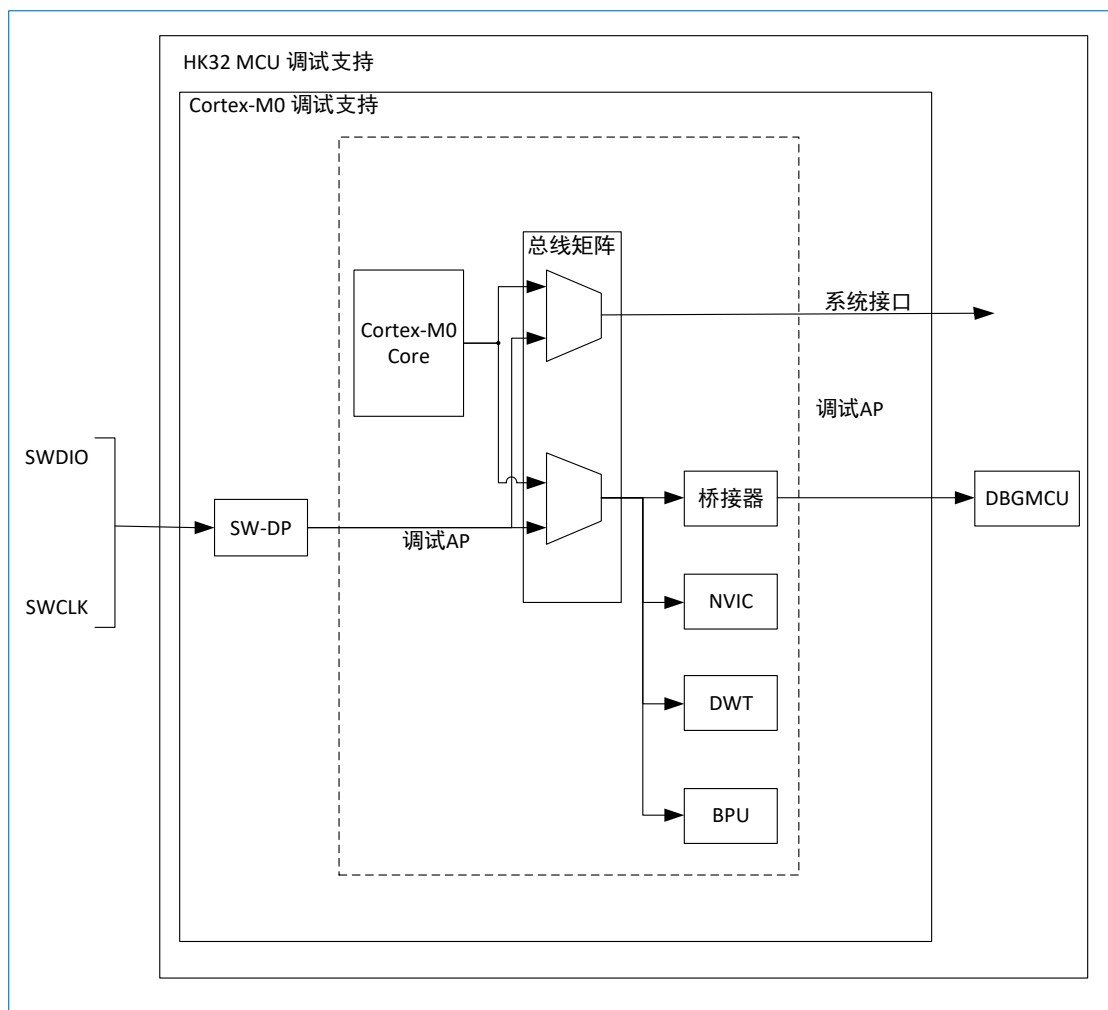 HK32 MCU 调试支持
Cortex-M0 调试支持
总线矩阵
Cortex-M0
Core
系统接口
调试AP
SWDIO
SWCLK
SW-DP
调试AP
桥接器
DBGMCU
NVIC
DWT
BPU